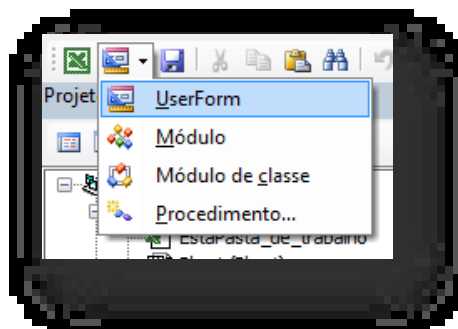 Projet
UserForm
Módulo
Módulo de classe
Procedimento...
EstaPasta_de_trabalho